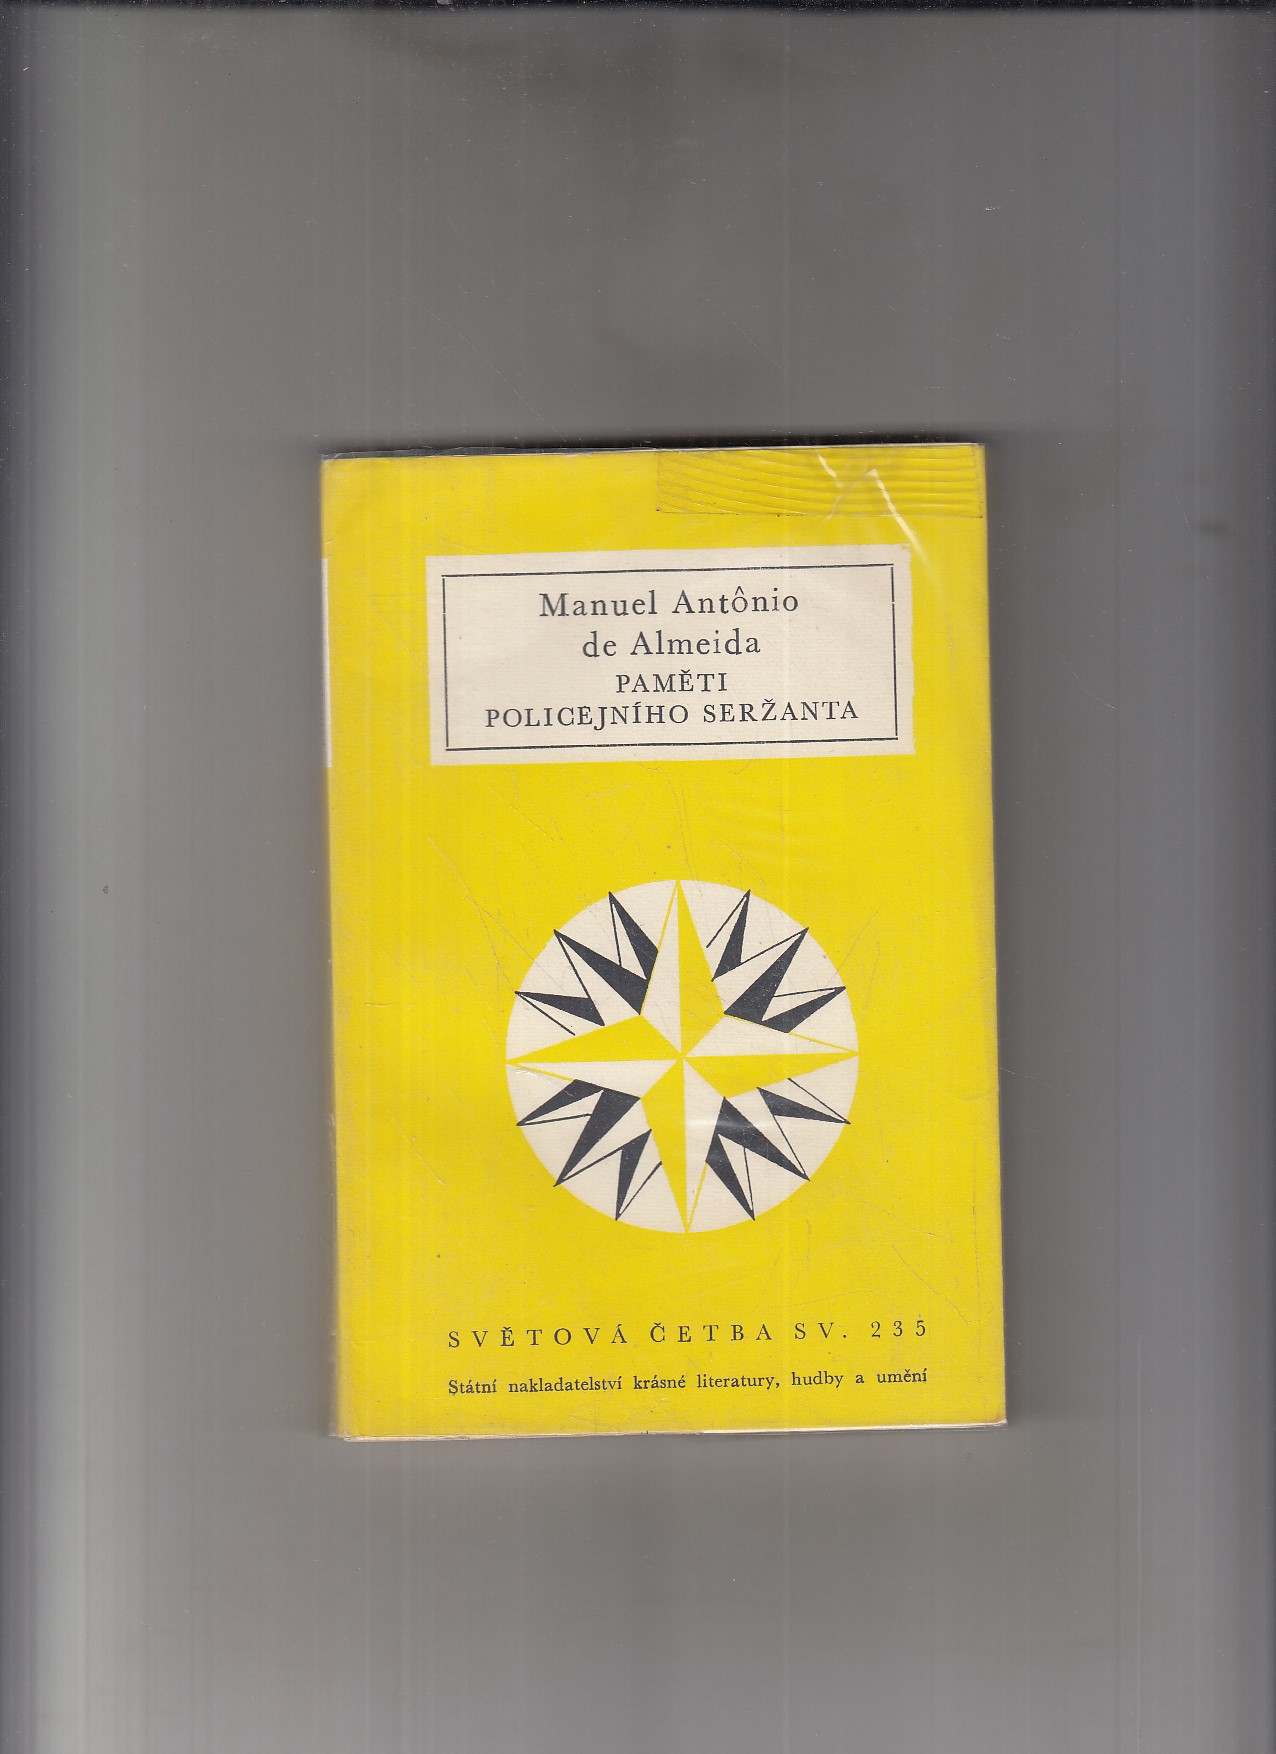 Manuel Antônio
de Almeida
PAMĚTI
POLICEJNÍHO SERŽANTA
SVĚTOVÁ ČETBA SV. 235
Státní nakladatelství krásné literatury, hudby a umění